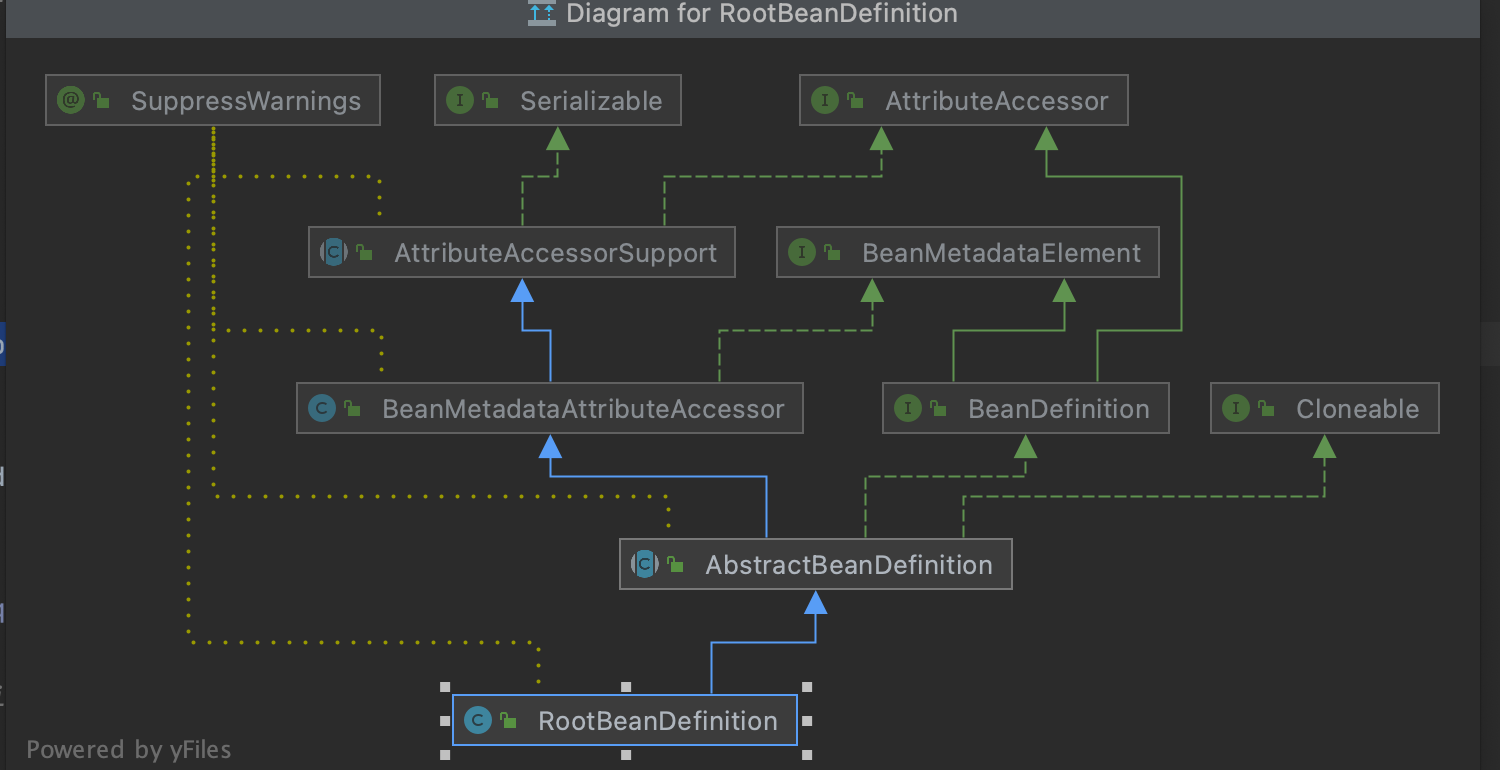 Diagram for RootBeanDefinition
SuppressWarnings
Serializable
AttributeAccessor
AttributeAccessorSupport
BeanMetadataElement
BeanMetadataAttributeAccessor
BeanDefinition
Cloneable
AbstractBeanDefinition
RootBeanDefinition
Powered by yFiles